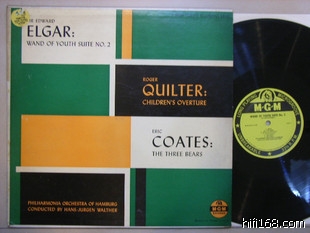 SIR EDWARD
ELGAR:
WAND OF YOUTH SUITE NO. 2
ROGER
QUILTER:
CHILDREN'S OVERTURE
ERIC
COATES:
THE THREE BEARS
PHILHARMONIA ORCHESTRA OF HAMBURG
CONDUCTED BY HANS-JURGEN WALTHER
M-G-M
hifi168.com